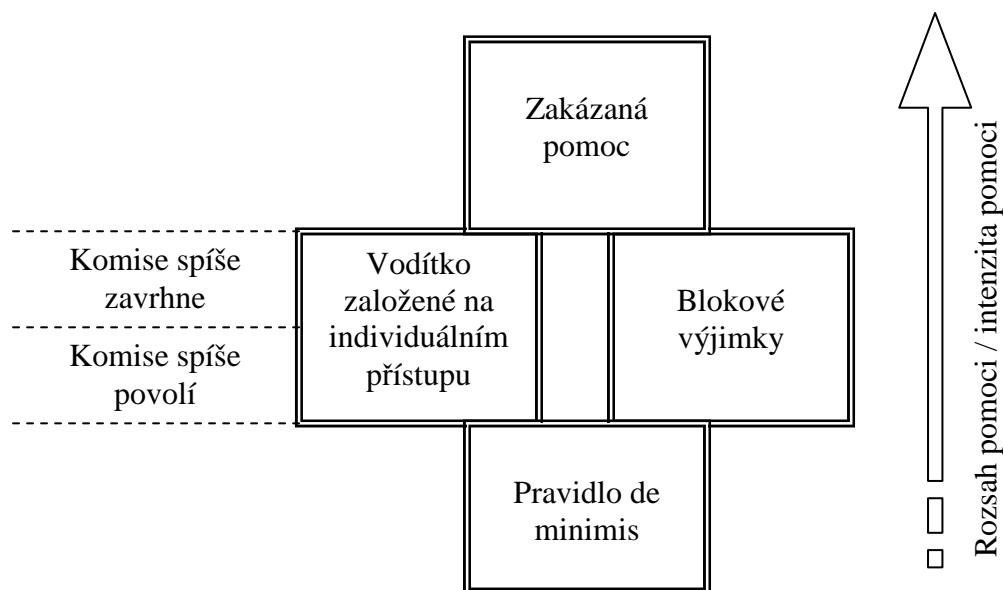 Zakázaná
pomoc
Komise spíše
zavrhne
Komise spíše
povolí
Vodítko
založené na
individuálním
přístupu
Blokové
výjimky
Pravidlo de
minimis
Rozsah pomoci / intenzita pomoci